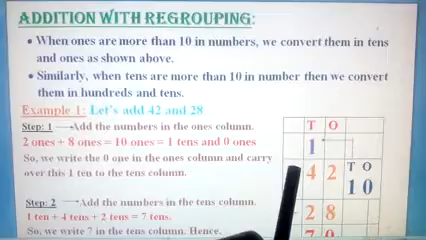 ADDITION WITH REGROUPING:
• When ones are more than 10 in numbers, we convert them in tens
and ones as shown above.
• Similarly, when tens are more than 10 in number then we convert
them in hundreds and tens.
Example 1: Let's add 42 and 28
Step: 1 → Add the numbers in the ones column.
2 ones + 8 ones = 10 ones = 1 tens and 0 ones
So, we write the 0 one in the ones column and carry
over this 1 ten to the tens column.
Step: 2 → Add the numbers in the tens column.
1 ten + 4 tens + 2 tens = 7 tens.
So, we write 7 in the tens column. Hence,
T O
1
4 2 T O
1 0
2 8
7 0